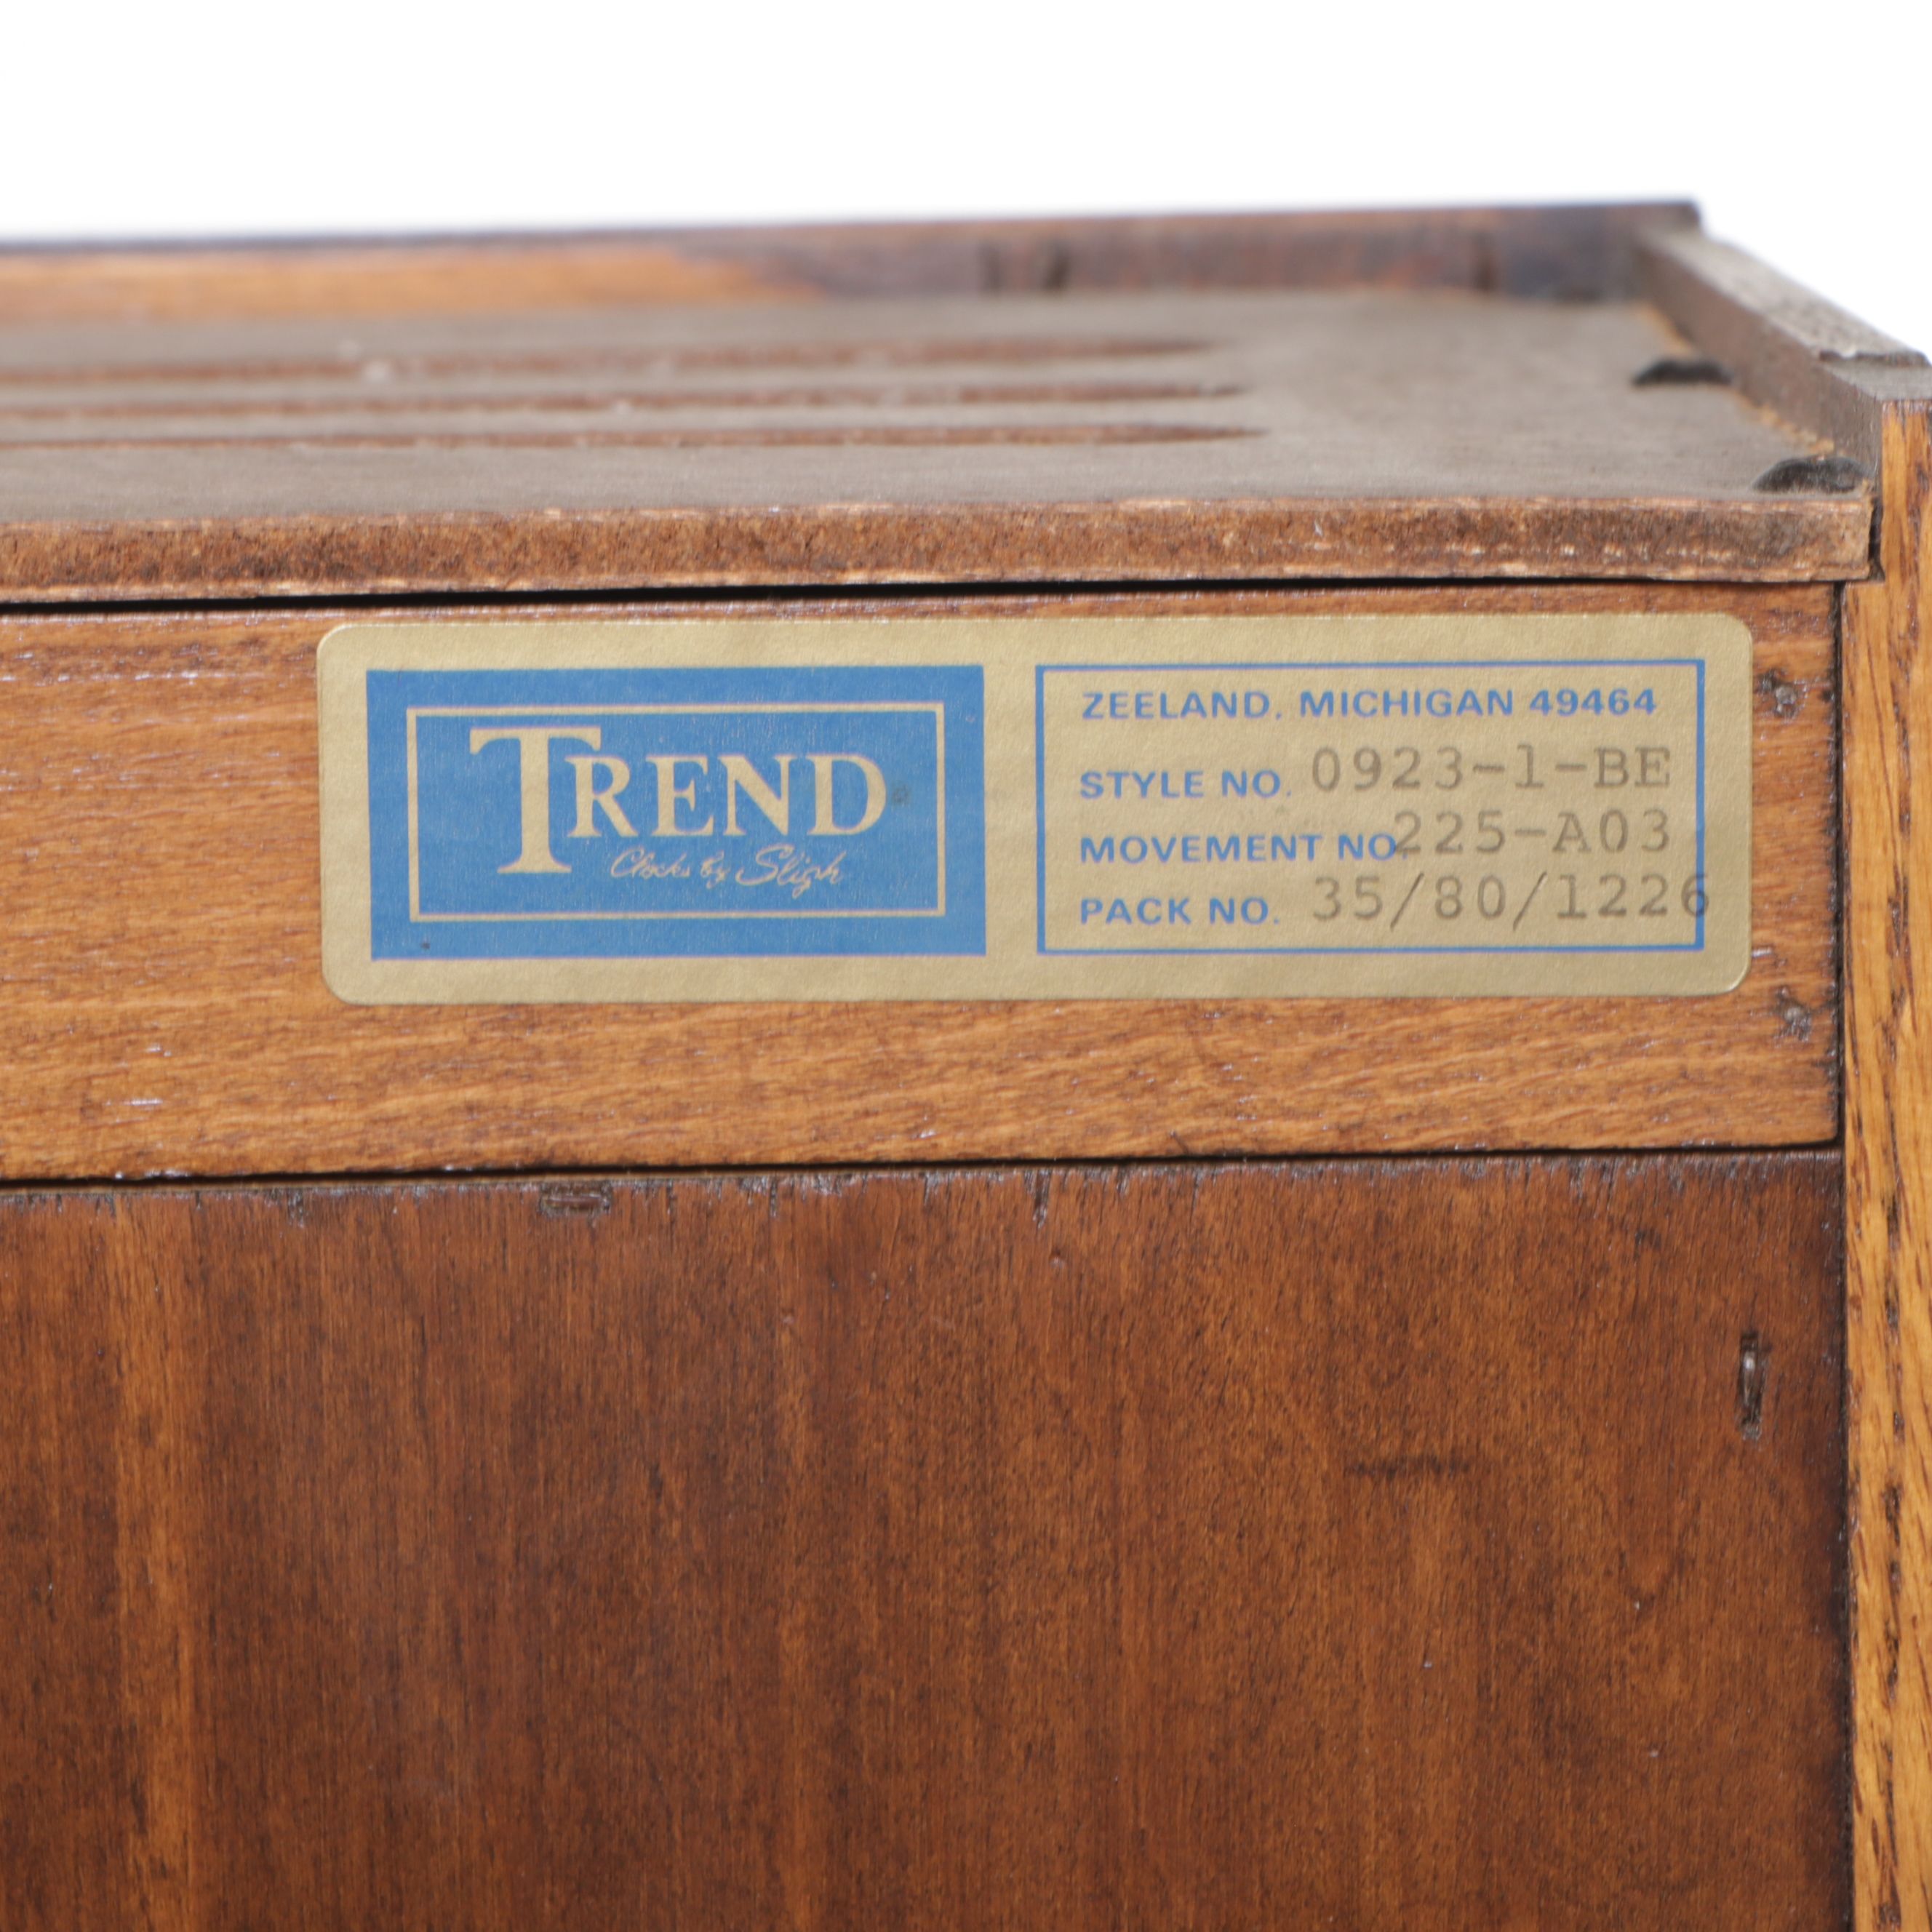 TREND
Clocks by Sligh
ZEELAND, MICHIGAN 49464
STYLE NO. 0923-1-BE
MOVEMENT NO. 225-A03
PACK NO. 35/80/1226